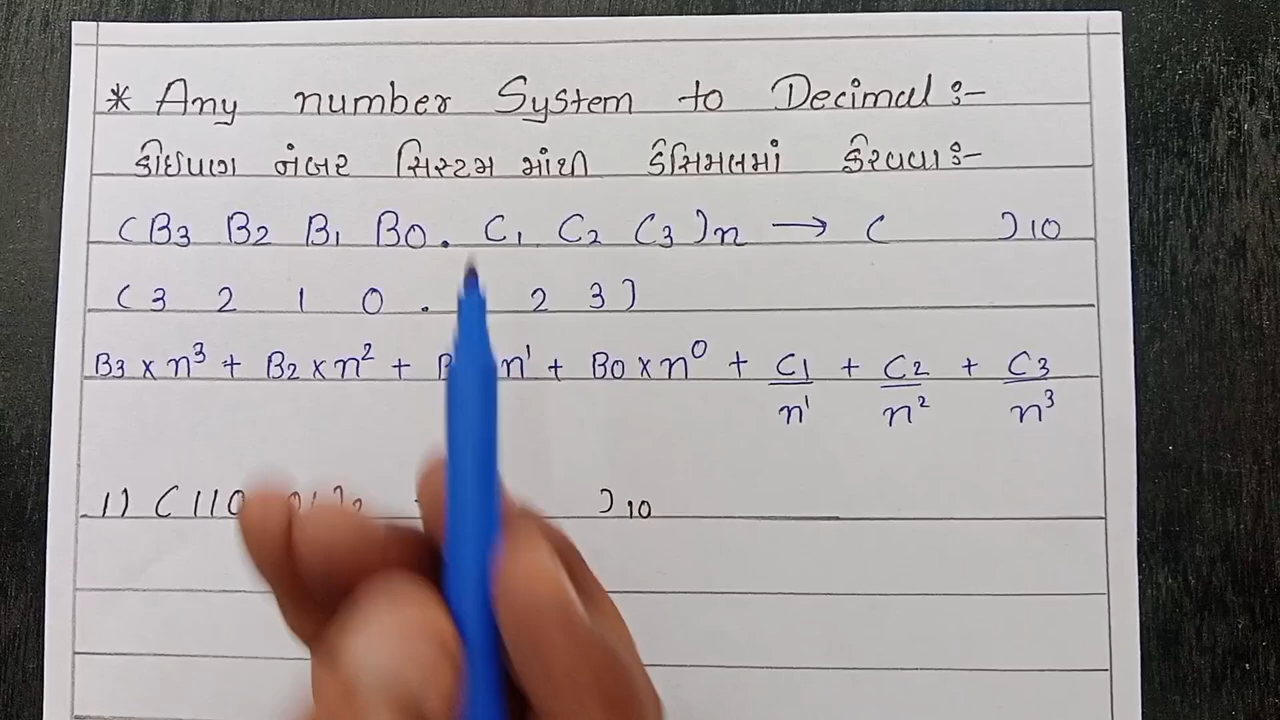 * Any number System to Decimal :-
કોઇપણ નંબર સિસ્ટમ માંથી ડેસિમલમાં ફેરવવા :-
(B3 B2 B1 B0 . C1 C2 C3)n → ( )10
(3 2 1 0 . 2 3)
B3 x n³ + B2 x n² + B n¹ + B0 x n⁰ + C1/n¹ + C2/n² + C3/n³
1) (110 )10